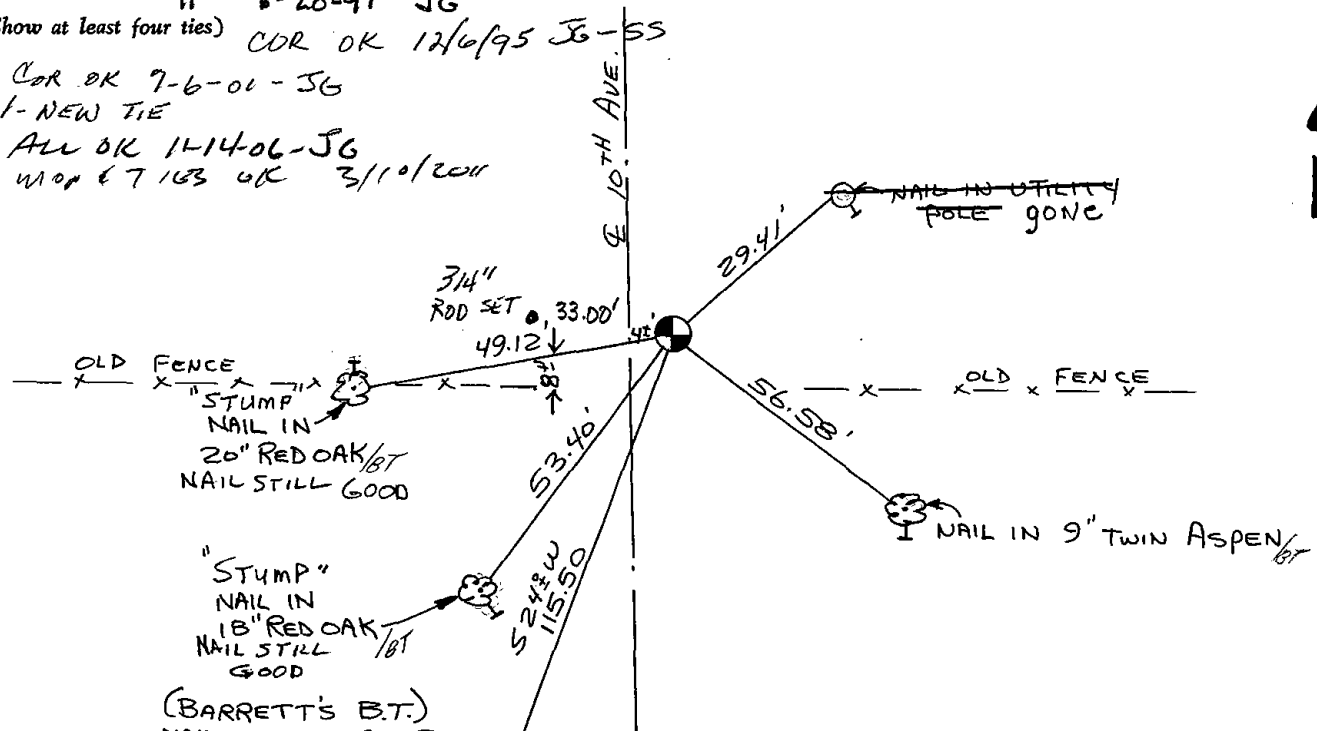 (Show at least four ties)
COR OK 12/6/95 JG-SS
COR OK 9-6-01-JG
1-NEW TIE
ALL OK 11-14-06-JG
OK 3/10/2011
℄ 10TH AVE.
NAIL IN UTILITY
POLE GONE
29.41'
3/4"
ROD SET 33.00'
49.12'
4±'
8±'
OLD FENCE
OLD FENCE
"STUMP"
NAIL IN
20" RED OAK/BT
NAIL STILL GOOD
53.40'
56.58'
NAIL IN 9" TWIN ASPEN/BT
S24±W
115.50
"STUMP"
NAIL IN
18" RED OAK/BT
NAIL STILL
GOOD
(BARRETT'S B.T.)